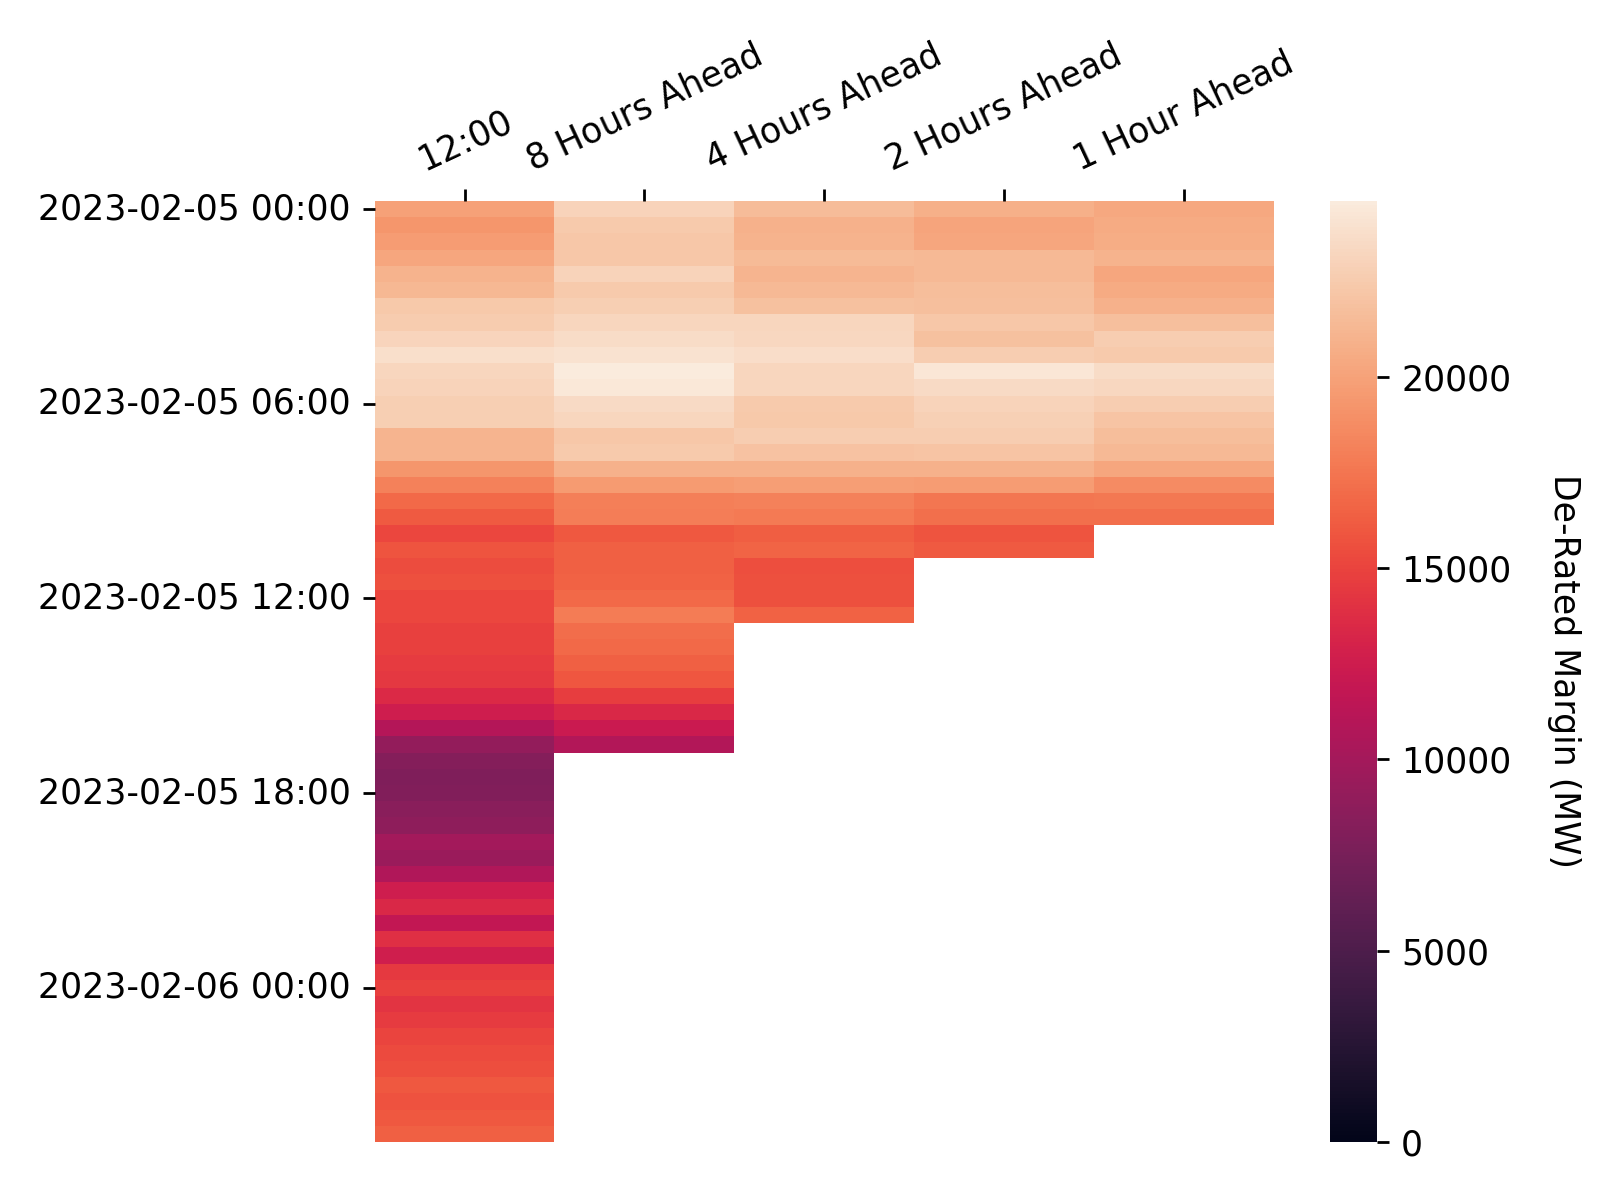 12:00
8 Hours Ahead
4 Hours Ahead
2 Hours Ahead
1 Hour Ahead
2023-02-05 00:00
2023-02-05 06:00
2023-02-05 12:00
2023-02-05 18:00
2023-02-06 00:00
20000
15000
10000
5000
0
De-Rated Margin (MW)